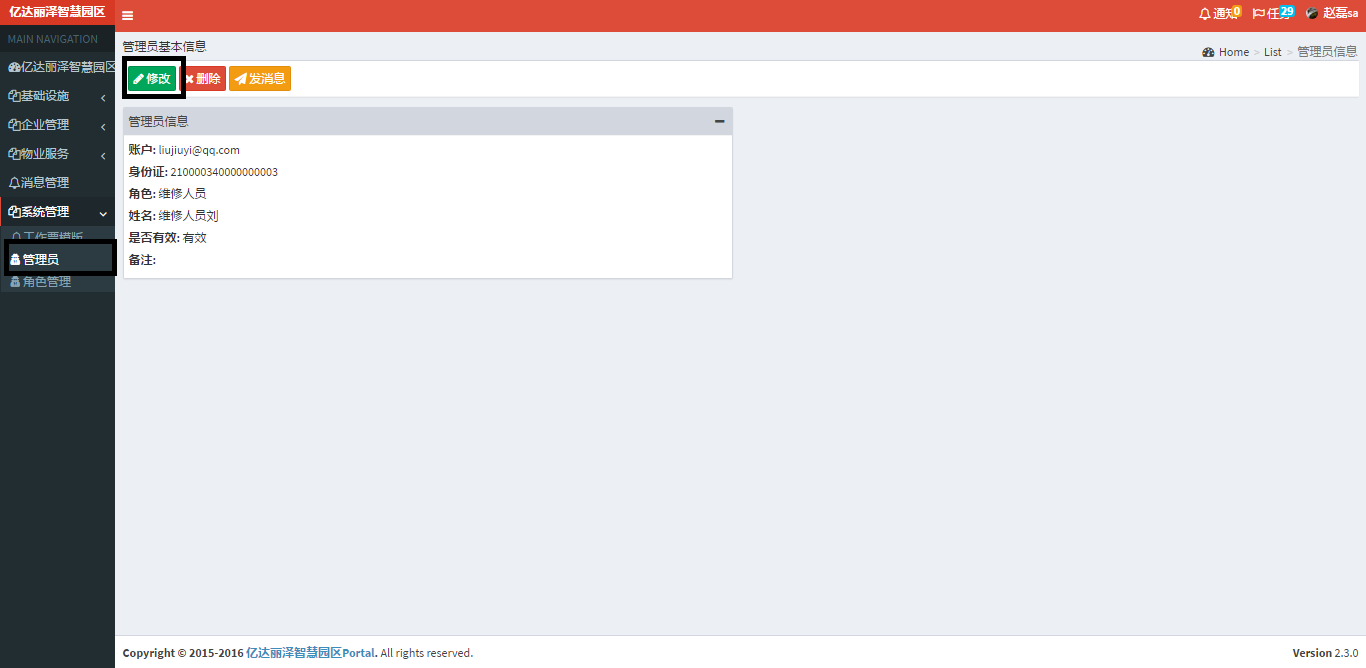 亿达丽泽智慧园区
通知 0 任务 29 赵磊sa
MAIN NAVIGATION
亿达丽泽智慧园区
基础设施
企业管理
物业服务
消息管理
系统管理
工作票模版
管理员
角色管理
管理员基本信息
Home > List > 管理员信息
修改 删除 发消息
管理员信息
账户: liujiuyi@qq.com
身份证: 210000340000000003
角色: 维修人员
姓名: 维修人员刘
是否有效: 有效
备注:
Copyright © 2015-2016 亿达丽泽智慧园区Portal. All rights reserved.
Version 2.3.0